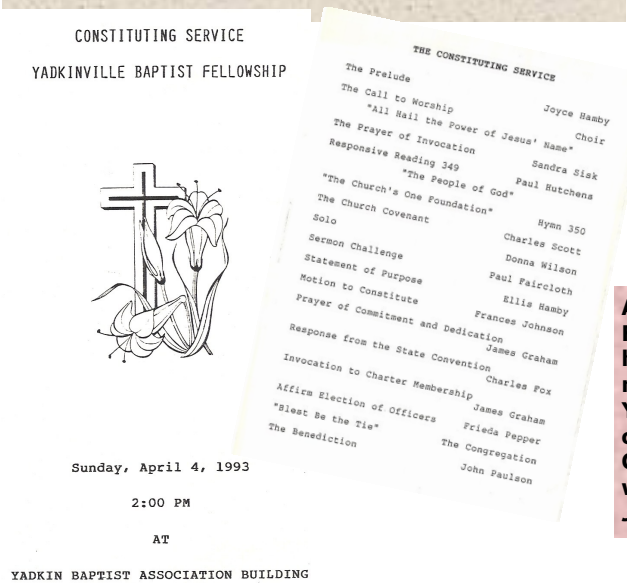 CONSTITUTING SERVICE
YADKINVILLE BAPTIST FELLOWSHIP
Sunday, April 4, 1993
2:00 PM
AT
YADKIN BAPTIST ASSOCIATION BUILDING
THE CONSTITUTING SERVICE
The Prelude Joyce Hamby
The Call to Worship Choir
"All Hail the Power of Jesus' Name"
The Prayer of Invocation Sandra Sisk
Responsive Reading 349 Paul Hutchens
"The People of God"
"The Church's One Foundation" Hymn 350
The Church Covenant Charles Scott
Solo Donna Wilson
Sermon Challenge Paul Faircloth
Statement of Purpose Ellis Hamby
Motion to Constitute Frances Johnson
Prayer of Commitment and Dedication
James Graham
Response from the State Convention
Charles Fox
Invocation to Charter Membership
James Graham
Affirm Election of Officers Frieda Pepper
"Blest Be the Tie" The Congregation
The Benediction John Paulson